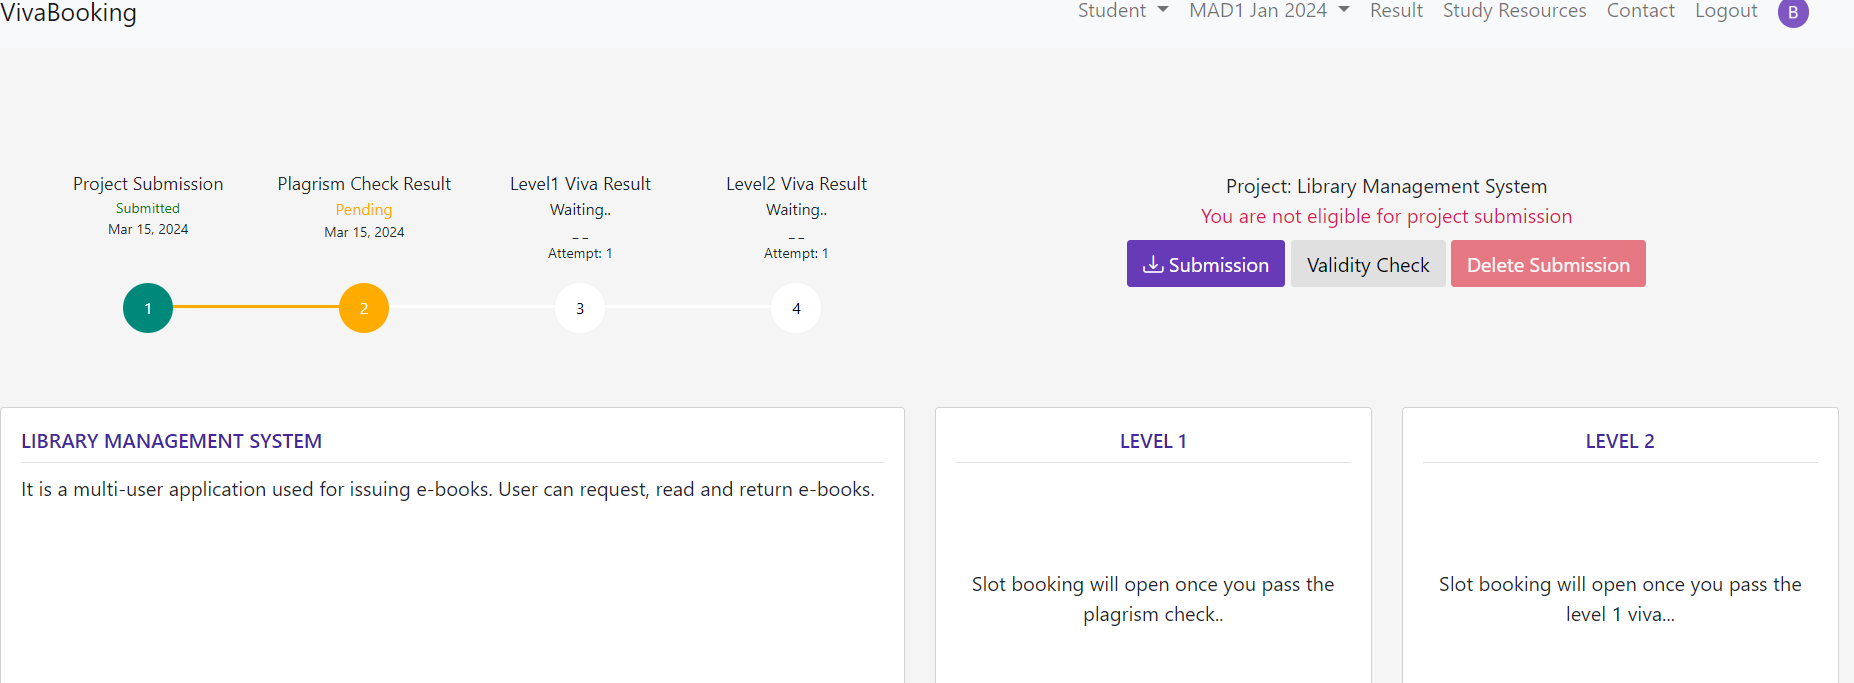 VivaBooking
Student MAD1 Jan 2024 Result Study Resources Contact Logout B
Project Submission
Submitted
Mar 15, 2024
Plagrism Check Result
Pending
Mar 15, 2024
Level1 Viva Result
Waiting..
--
Attempt: 1
Level2 Viva Result
Waiting..
--
Attempt: 1
1 2 3 4
Project: Library Management System
You are not eligible for project submission
Submission Validity Check Delete Submission
LIBRARY MANAGEMENT SYSTEM
It is a multi-user application used for issuing e-books. User can request, read and return e-books.
LEVEL 1
Slot booking will open once you pass the
plagrism check..
LEVEL 2
Slot booking will open once you pass the
level 1 viva...